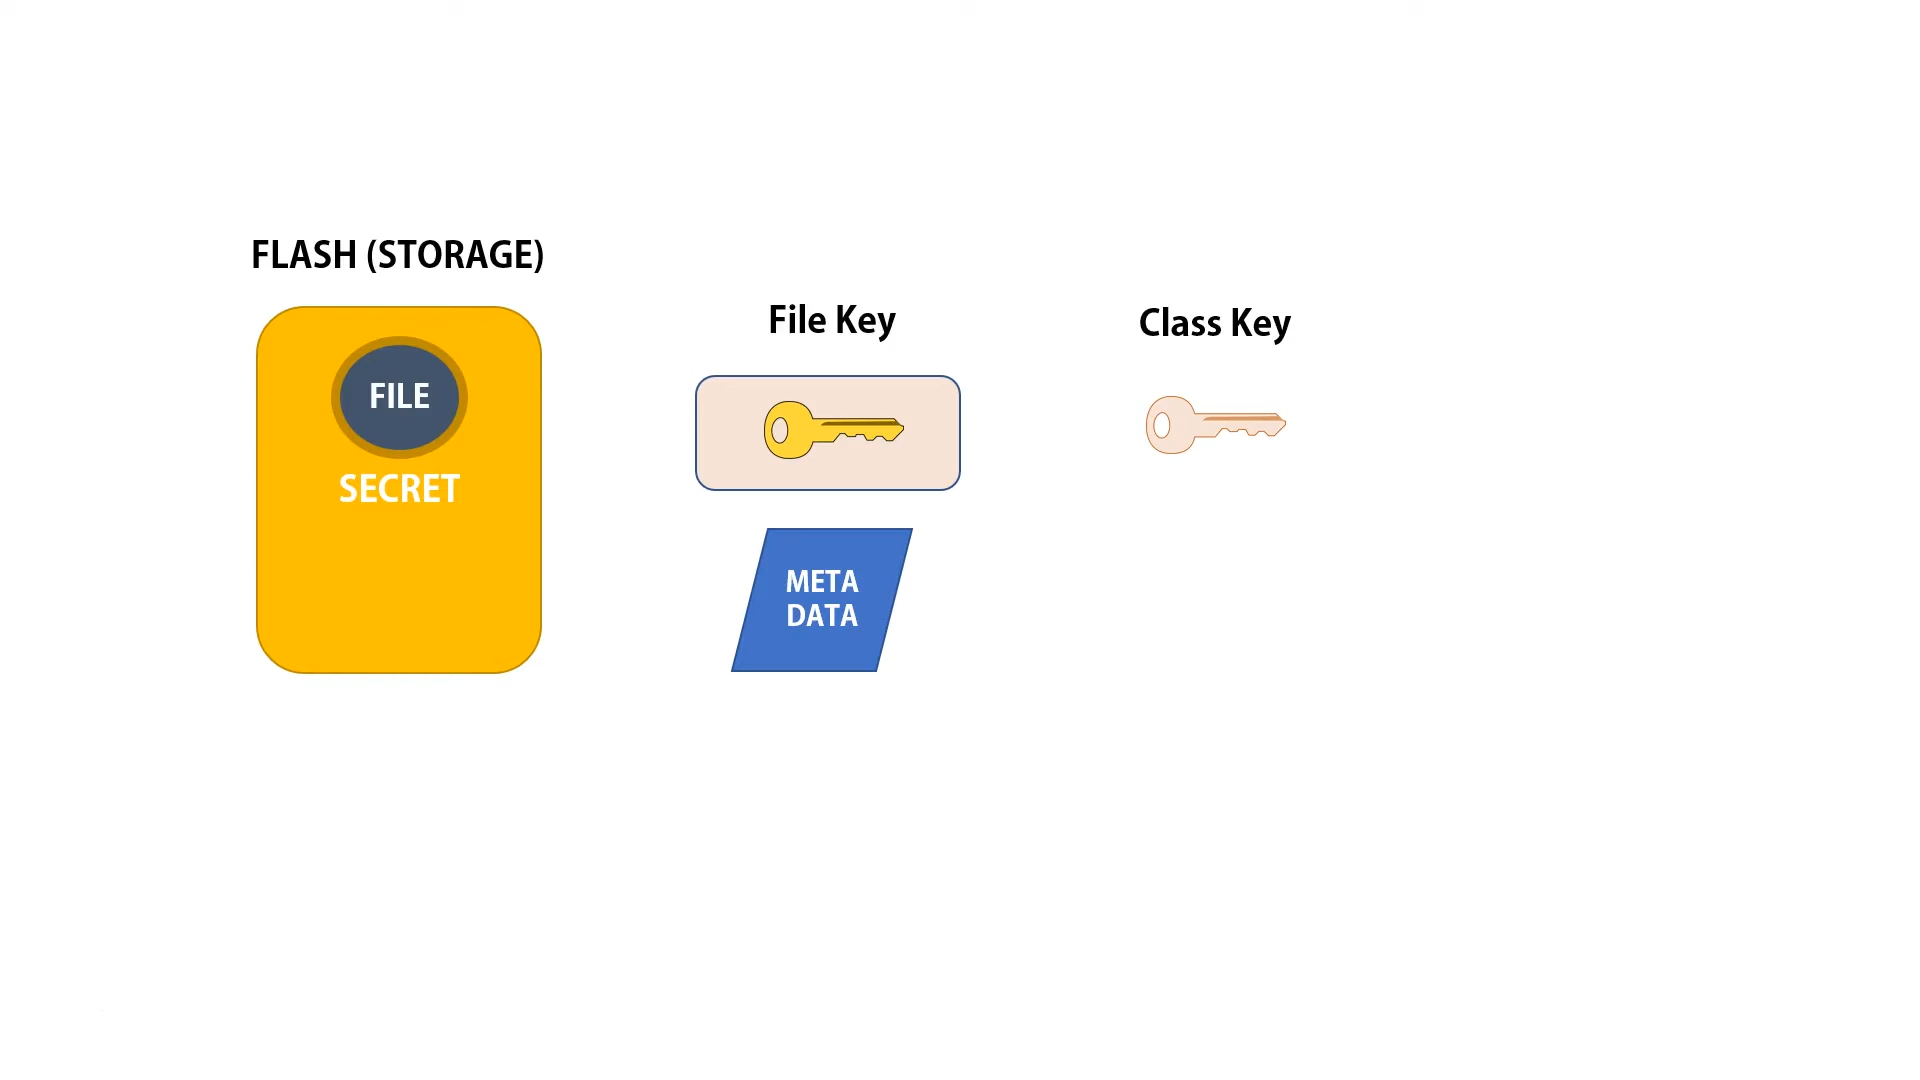 FLASH (STORAGE)
FILE
SECRET
File Key
META
DATA
Class Key